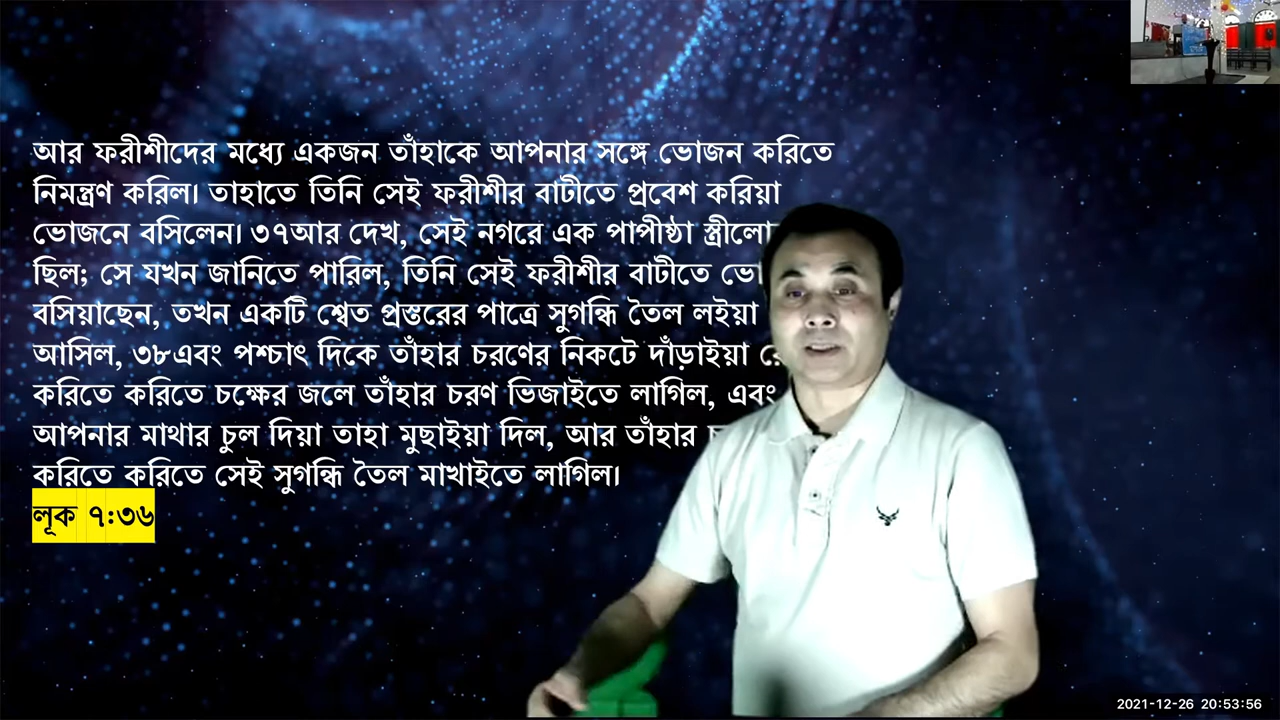 আর ফরীশীদের মধ্যে একজন তাঁহাকে আপনার সঙ্গে ভোজন করিতে
নিমন্ত্রণ করিল। তাহাতে তিনি সেই ফরীশীর বাটীতে প্রবেশ করিয়া
ভোজনে বসিলেন। ৩৭আর দেখ, সেই নগরে এক পাপীষ্ঠা
ছিল; সে যখন জানিতে পারিল, তিনি সেই ফরীশীর বাটীতে
বসিয়াছেন, তখন একটি শ্বেত প্রস্তরের পাত্রে সুগন্ধি তৈল লইয়া
আসিল, ৩৮এবং পশ্চাৎ দিকে তাঁহার চরণের নিকটে দাঁড়াইয়া
করিতে করিতে চক্ষের জলে তাঁহার চরণ ভিজাইতে লাগিল, এবং
আপনার মাথার চুল দিয়া তাহা মুছাইয়া দিল, আর তাঁহার
করিতে করিতে সেই সুগন্ধি তৈল মাখাইতে লাগিল।
লূক ৭:৩৬
2021-12-26 20:53:56